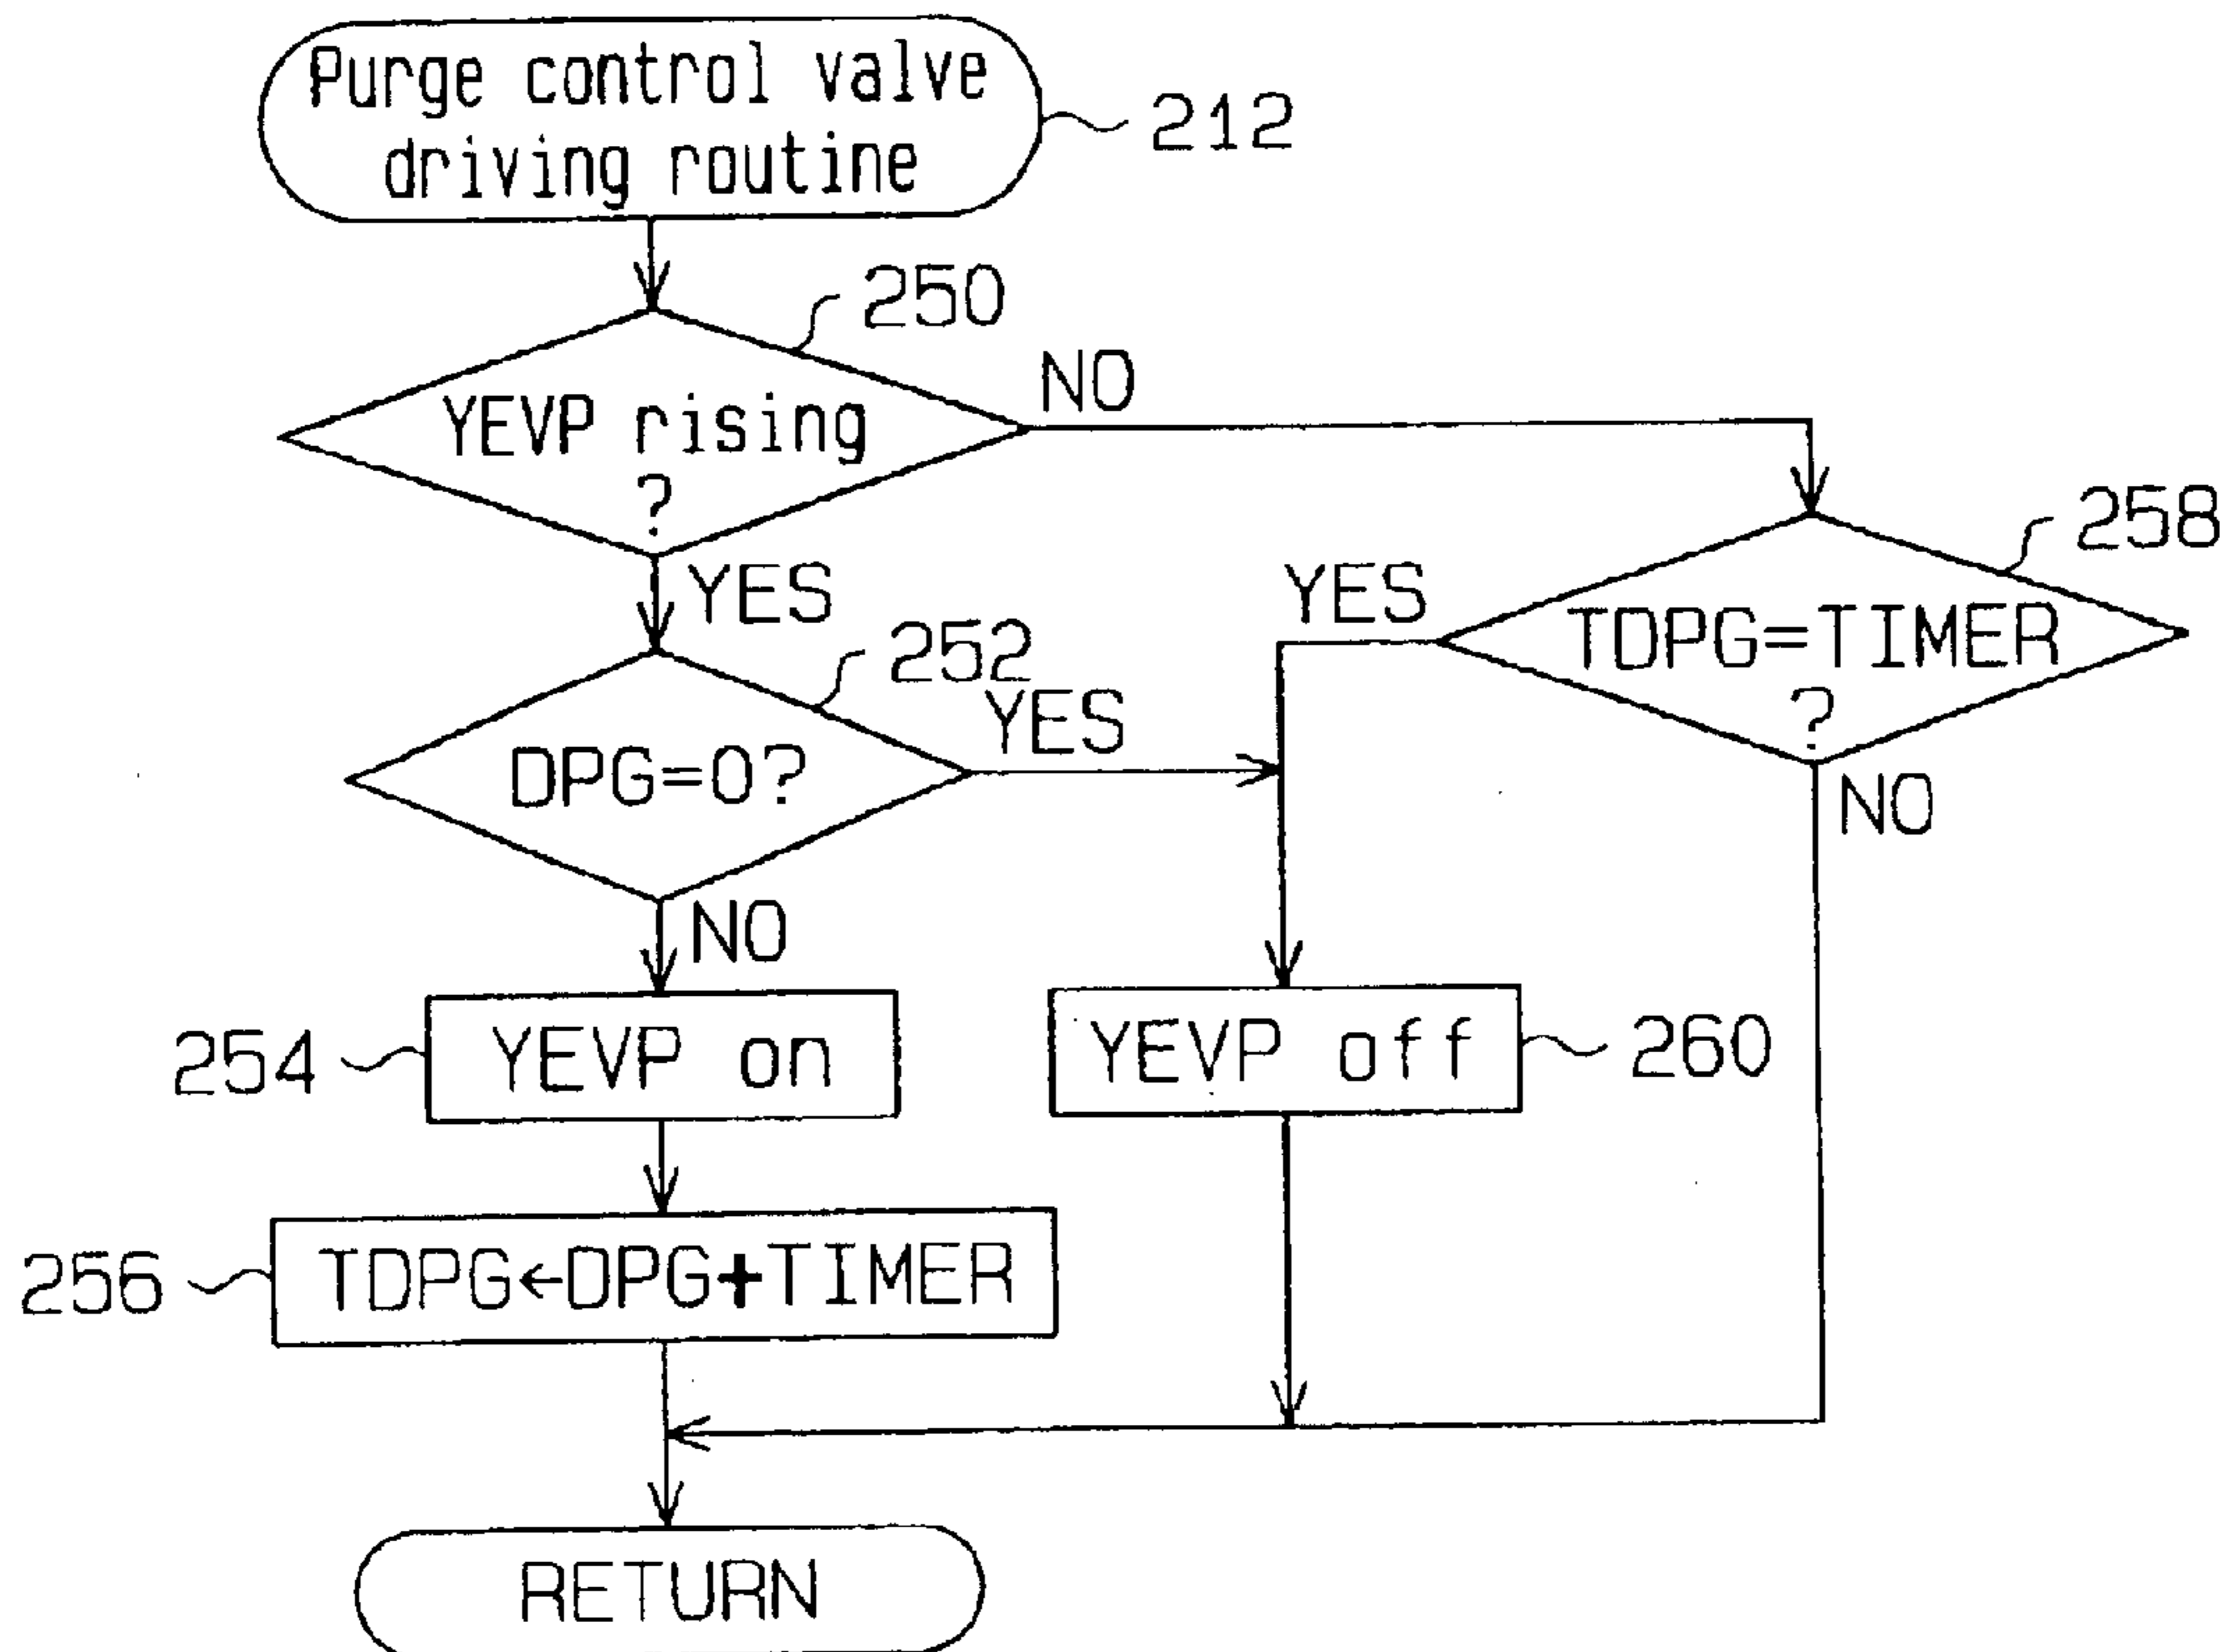 Purge control valve
driving routine
212
250
YEVP rising
?
NO
YES
258
TDPG=TIMER
?
YES
NO
252
DPG=0?
YES
NO
254
YEVP on
YEVP off
260
256
TDPG←DPG+TIMER
RETURN